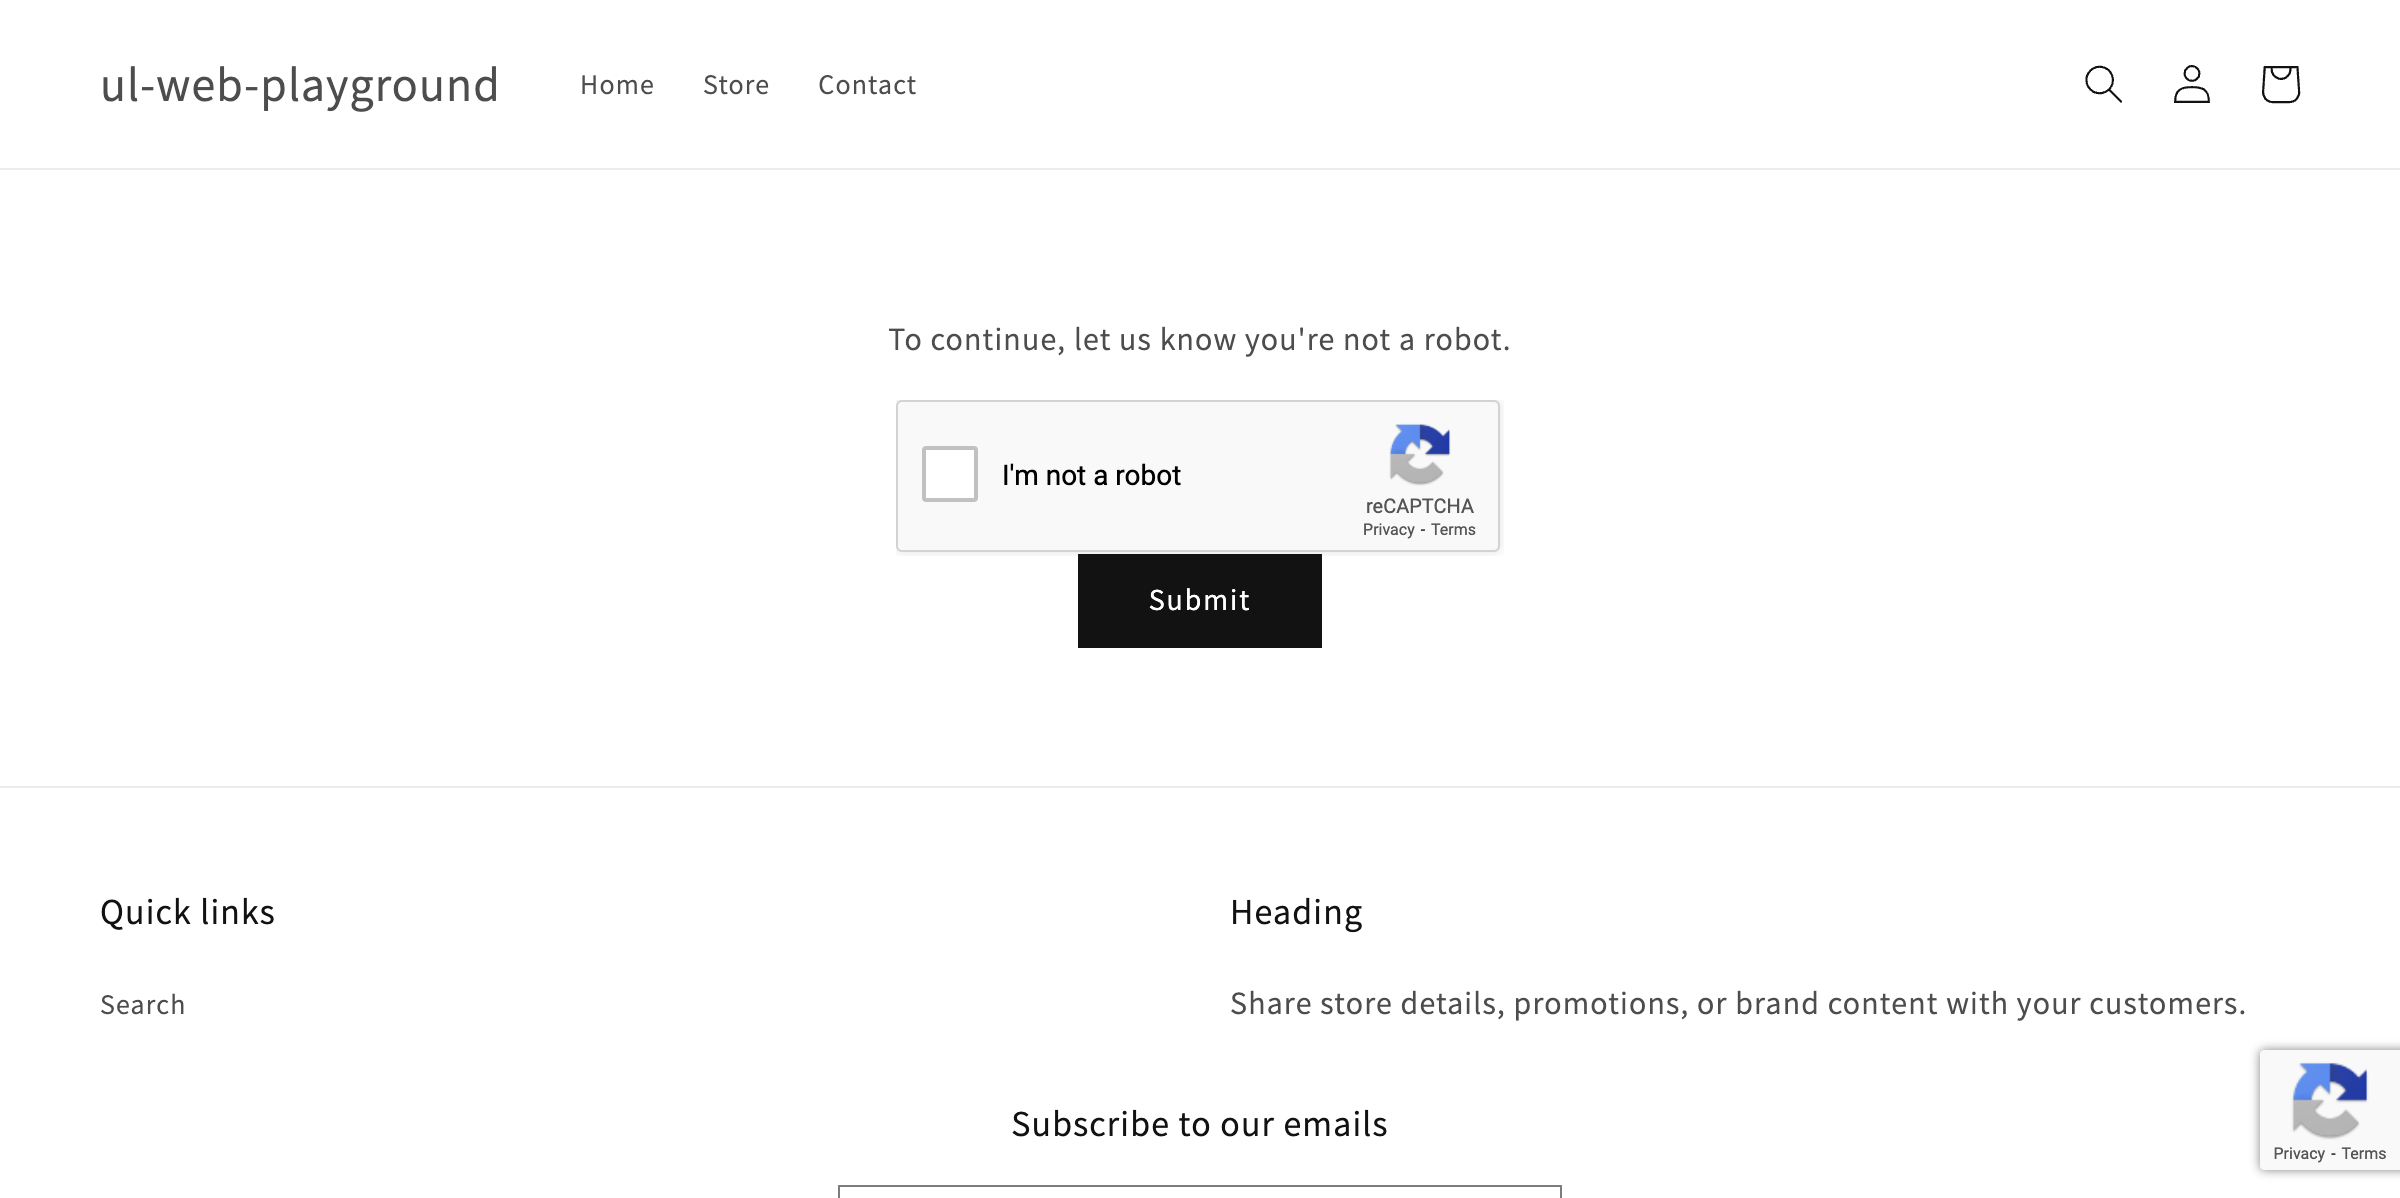 ul-web-playground
Home
Store
Contact
To continue, let us know you're not a robot.
I'm not a robot
reCAPTCHA
Privacy - Terms
Submit
Quick links
Search
Heading
Share store details, promotions, or brand content with your customers.
Subscribe to our emails
Privacy - Terms